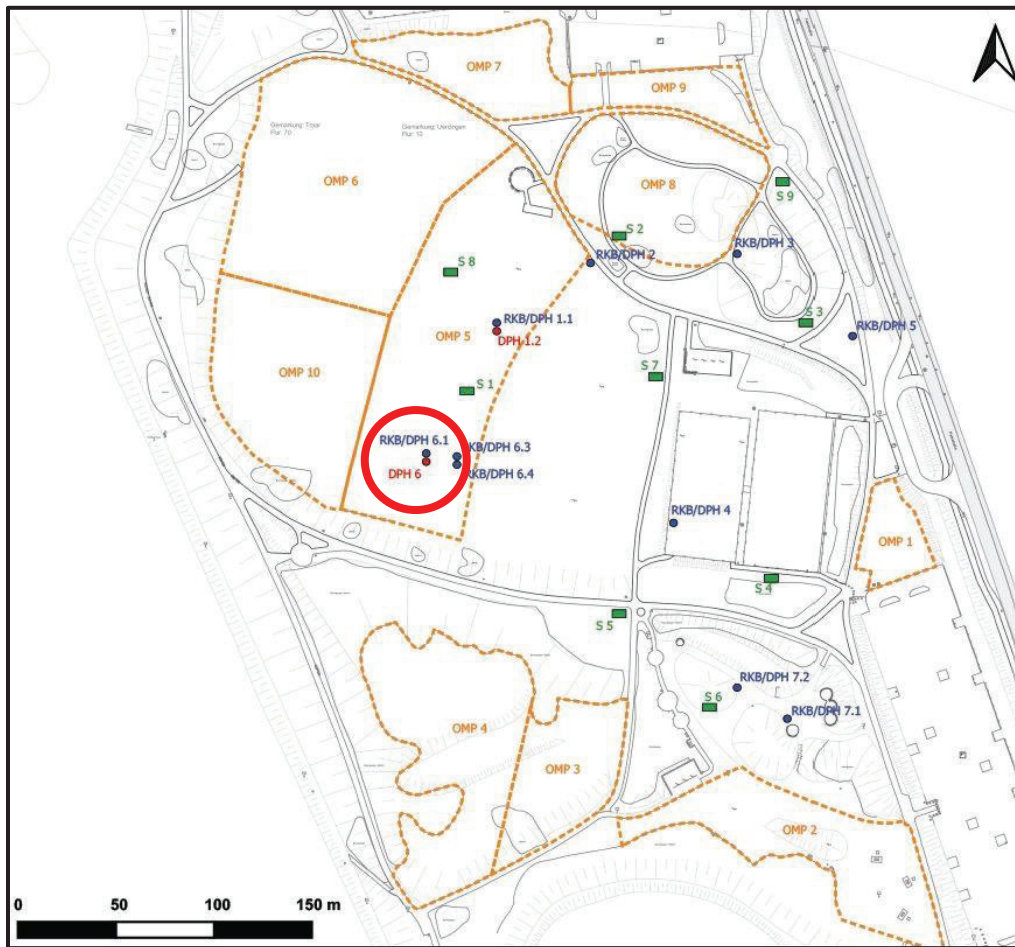 OMP 7
OMP 9
Gemarkung: Traar
Flur: 70
Gemarkung: Uerdingen
Flur: 10
OMP 6
OMP 8
S 9
S 2
RKB/DPH 2
RKB/DPH 3
S 8
S 3
RKB/DPH 1.1
DPH 1.2
OMP 5
RKB/DPH 5
OMP 10
S 7
S 1
RKB/DPH 6.1
DPH 6
RKB/DPH 6.3
RKB/DPH 6.4
RKB/DPH 4
OMP 1
S 4
S 5
RKB/DPH 7.2
S 6
RKB/DPH 7.1
OMP 4
OMP 3
OMP 2
0 50 100 150 m